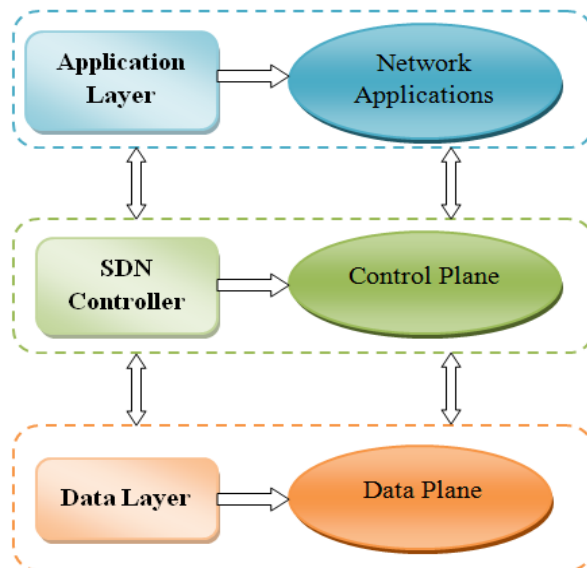 Application
Layer
Network
Applications
SDN
Controller
Control Plane
Data Layer
Data Plane